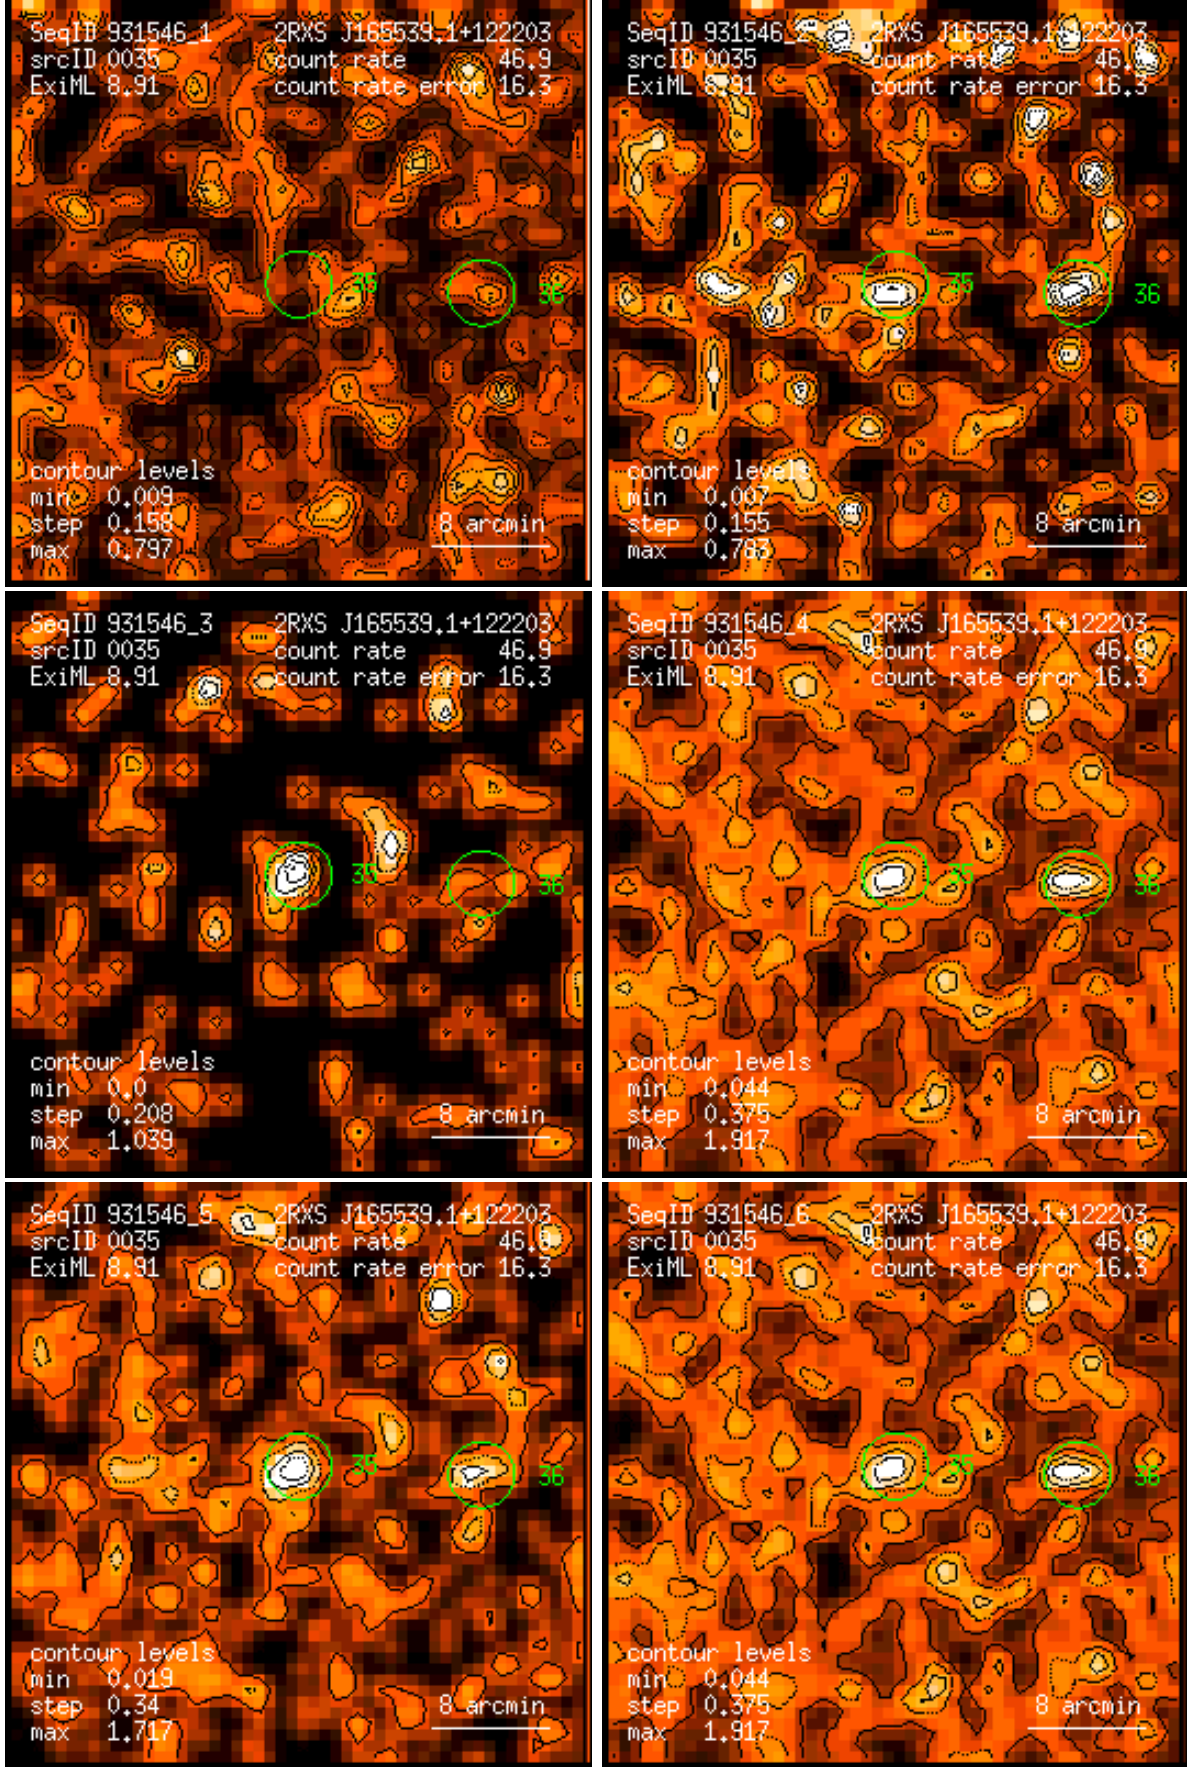 SeqID 931546_1 2RXS J165539.1+122203
srcID 0035 count rate 46.9
ExiML 8.91 count rate error 16.3
35
36
contour levels
min 0.009
step 0.158
max 0.797
8 arcmin
SeqID 931546_2 2RXS J165539.1+122203
srcID 0035 count rate 46.9
ExiML 8.91 count rate error 16.3
35
36
contour levels
min 0.007
step 0.155
max 0.783
8 arcmin
SeqID 931546_3 2RXS J165539.1+122203
srcID 0035 count rate 46.9
ExiML 8.91 count rate error 16.3
35
36
contour levels
min 0.0
step 0.208
max 1.039
8 arcmin
SeqID 931546_4 2RXS J165539.1+122203
srcID 0035 count rate 46.9
ExiML 8.91 count rate error 16.3
35
36
contour levels
min 0.044
step 0.375
max 1.917
8 arcmin
SeqID 931546_5 2RXS J165539.1+122203
srcID 0035 count rate 46.9
ExiML 8.91 count rate error 16.3
35
36
contour levels
min 0.019
step 0.34
max 1.717
8 arcmin
SeqID 931546_6 2RXS J165539.1+122203
srcID 0035 count rate 46.9
ExiML 8.91 count rate error 16.3
35
36
contour levels
min 0.044
step 0.375
max 1.917
8 arcmin